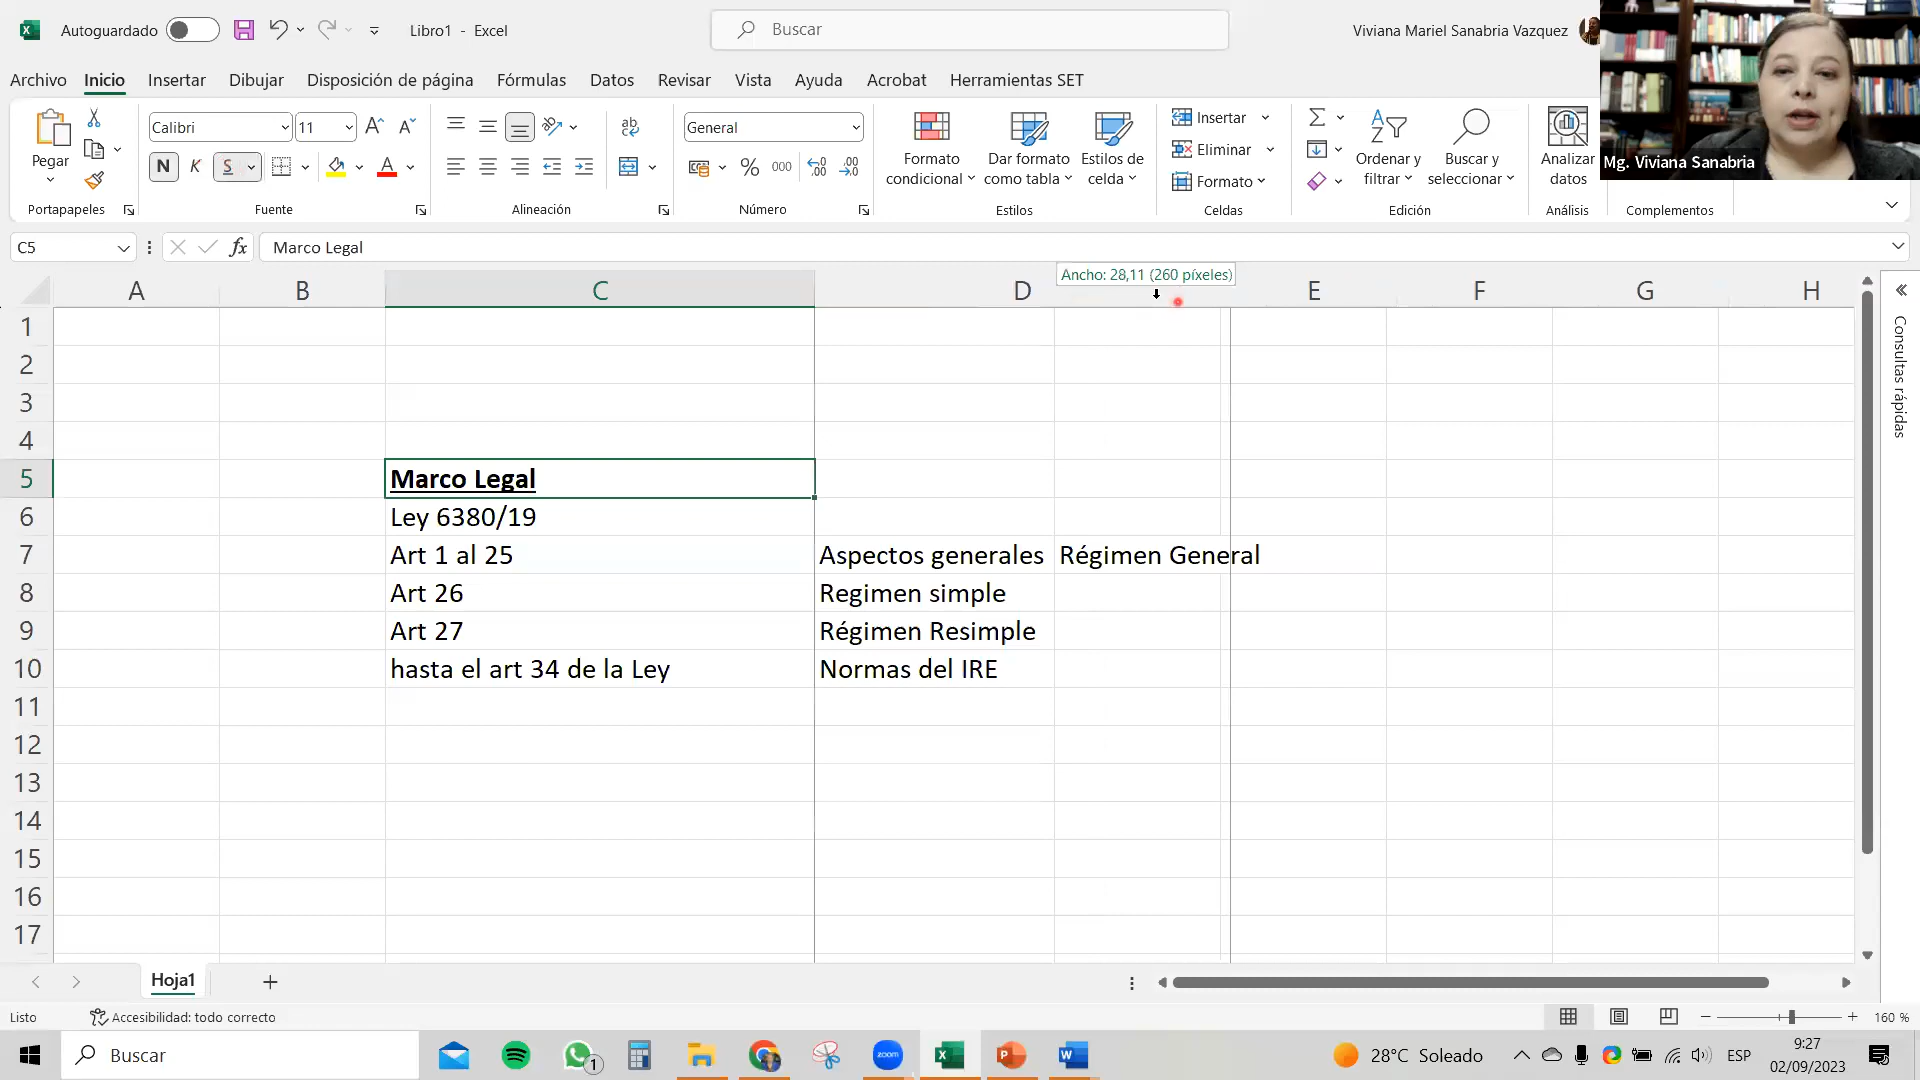 Autoguardado
Libro1 - Excel
Buscar
Viviana Mariel Sanabria Vazquez
Archivo Inicio Insertar Dibujar Disposición de página Fórmulas Datos Revisar Vista Ayuda Acrobat Herramientas SET
Pegar
Portapapeles
Calibri 11
N K S
Fuente
Alineación
General
% 000
Número
Formato condicional
Dar formato como tabla
Estilos de celda
Estilos
Insertar
Eliminar
Formato
Celdas
Ordenar y filtrar
Buscar y seleccionar
Edición
Analizar datos
Análisis
Complementos
Mg. Viviana Sanabria
C5
fx
Marco Legal
Ancho: 28,11 (260 píxeles)
A B C D E F G H
1
2
3
4
5 Marco Legal
6 Ley 6380/19
7 Art 1 al 25 Aspectos generales Régimen General
8 Art 26 Regimen simple
9 Art 27 Régimen Resimple
10 hasta el art 34 de la Ley Normas del IRE
11
12
13
14
15
16
17
Consultas rápidas
Hoja1
Listo
Accesibilidad: todo correcto
160 %
Buscar
1
zoom
28°C Soleado
ESP
9:27
02/09/2023